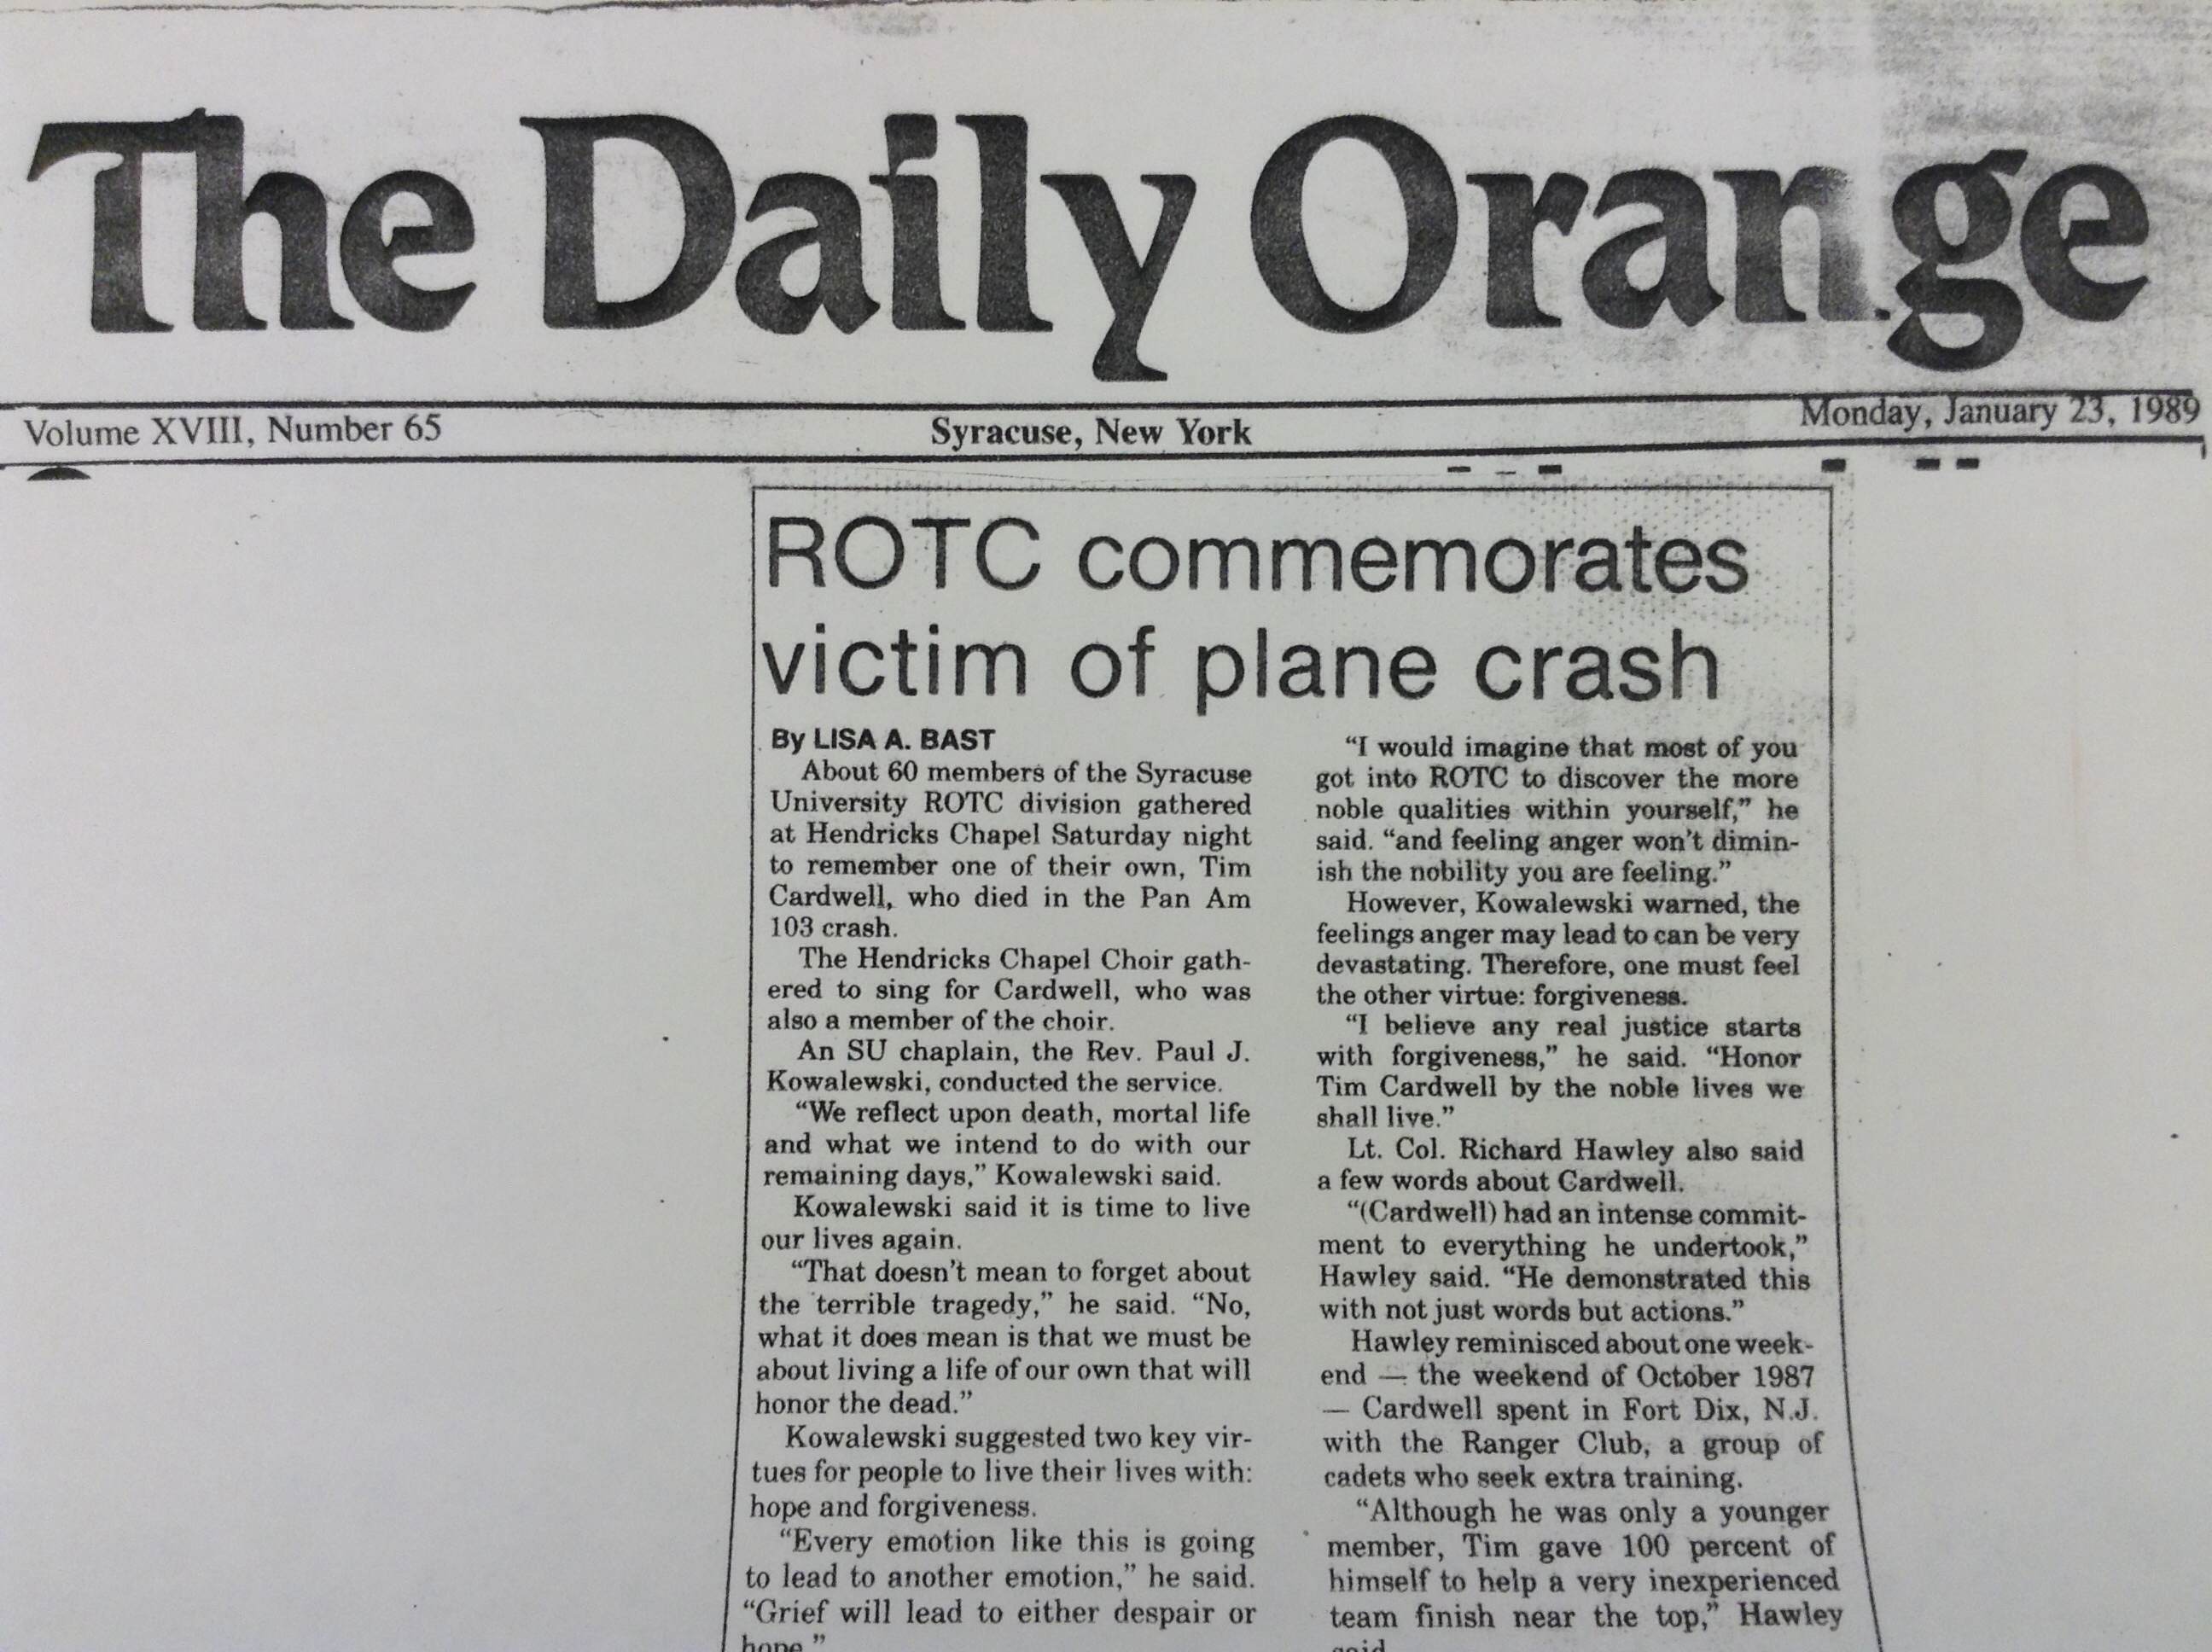 The Daily Orange
Volume XVIII, Number 65
Syracuse, New York
Monday, January 23, 1989
ROTC commemorates
victim of plane crash
By LISA A. BAST
About 60 members of the Syracuse
University ROTC division gathered
at Hendricks Chapel Saturday night
to remember one of their own, Tim
Cardwell, who died in the Pan Am
103 crash.
The Hendricks Chapel Choir gath-
ered to sing for Cardwell, who was
also a member of the choir.
An SU chaplain, the Rev. Paul J.
Kowalewski, conducted the service.
“We reflect upon death, mortal life
and what we intend to do with our
remaining days,” Kowalewski said.
Kowalewski said it is time to live
our lives again.
“That doesn’t mean to forget about
the terrible tragedy,” he said. “No,
what it does mean is that we must be
about living a life of our own that will
honor the dead.”
Kowalewski suggested two key vir-
tues for people to live their lives with:
hope and forgiveness.
“Every emotion like this is going
to lead to another emotion,” he said.
“Grief will lead to either despair or
hope.”
“I would imagine that most of you
got into ROTC to discover the more
noble qualities within yourself,” he
said. “and feeling anger won’t dimin-
ish the nobility you are feeling.”
However, Kowalewski warned, the
feelings anger may lead to can be very
devastating. Therefore, one must feel
the other virtue: forgiveness.
“I believe any real justice starts
with forgiveness,” he said. “Honor
Tim Cardwell by the noble lives we
shall live.”
Lt. Col. Richard Hawley also said
a few words about Cardwell.
“(Cardwell) had an intense commit-
ment to everything he undertook,”
Hawley said. “He demonstrated this
with not just words but actions.”
Hawley reminisced about one week-
end — the weekend of October 1987
— Cardwell spent in Fort Dix, N.J.
with the Ranger Club, a group of
cadets who seek extra training.
“Although he was only a younger
member, Tim gave 100 percent of
himself to help a very inexperienced
team finish near the top,” Hawley
said.